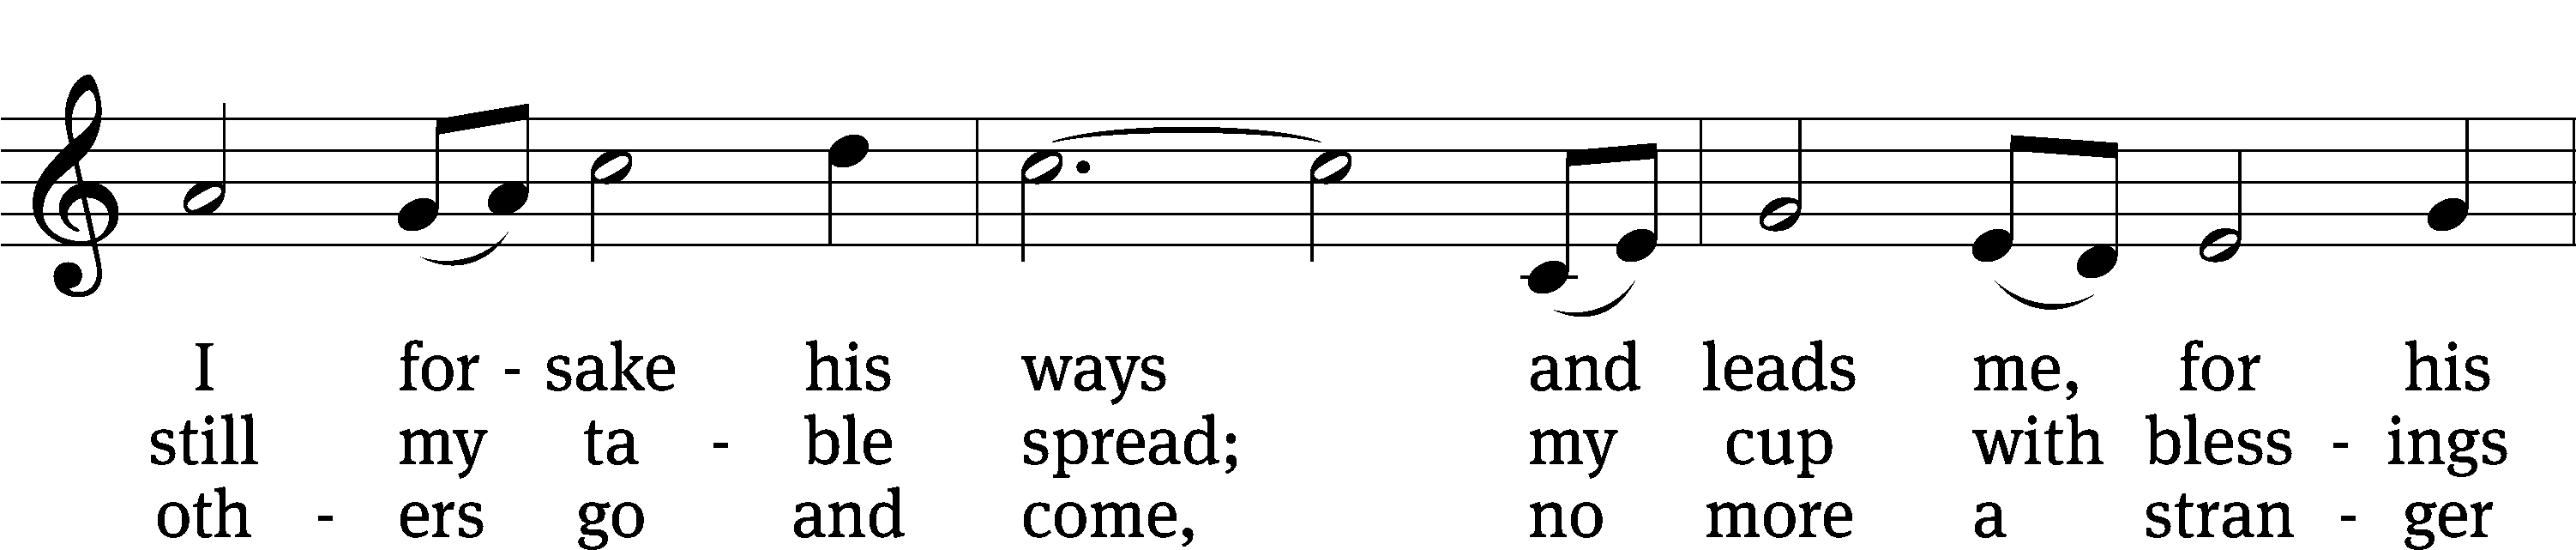 I for - sake his ways and leads me, for his
still my ta - ble spread; my cup with bless - ings
oth - ers go and come, no more a stran - ger